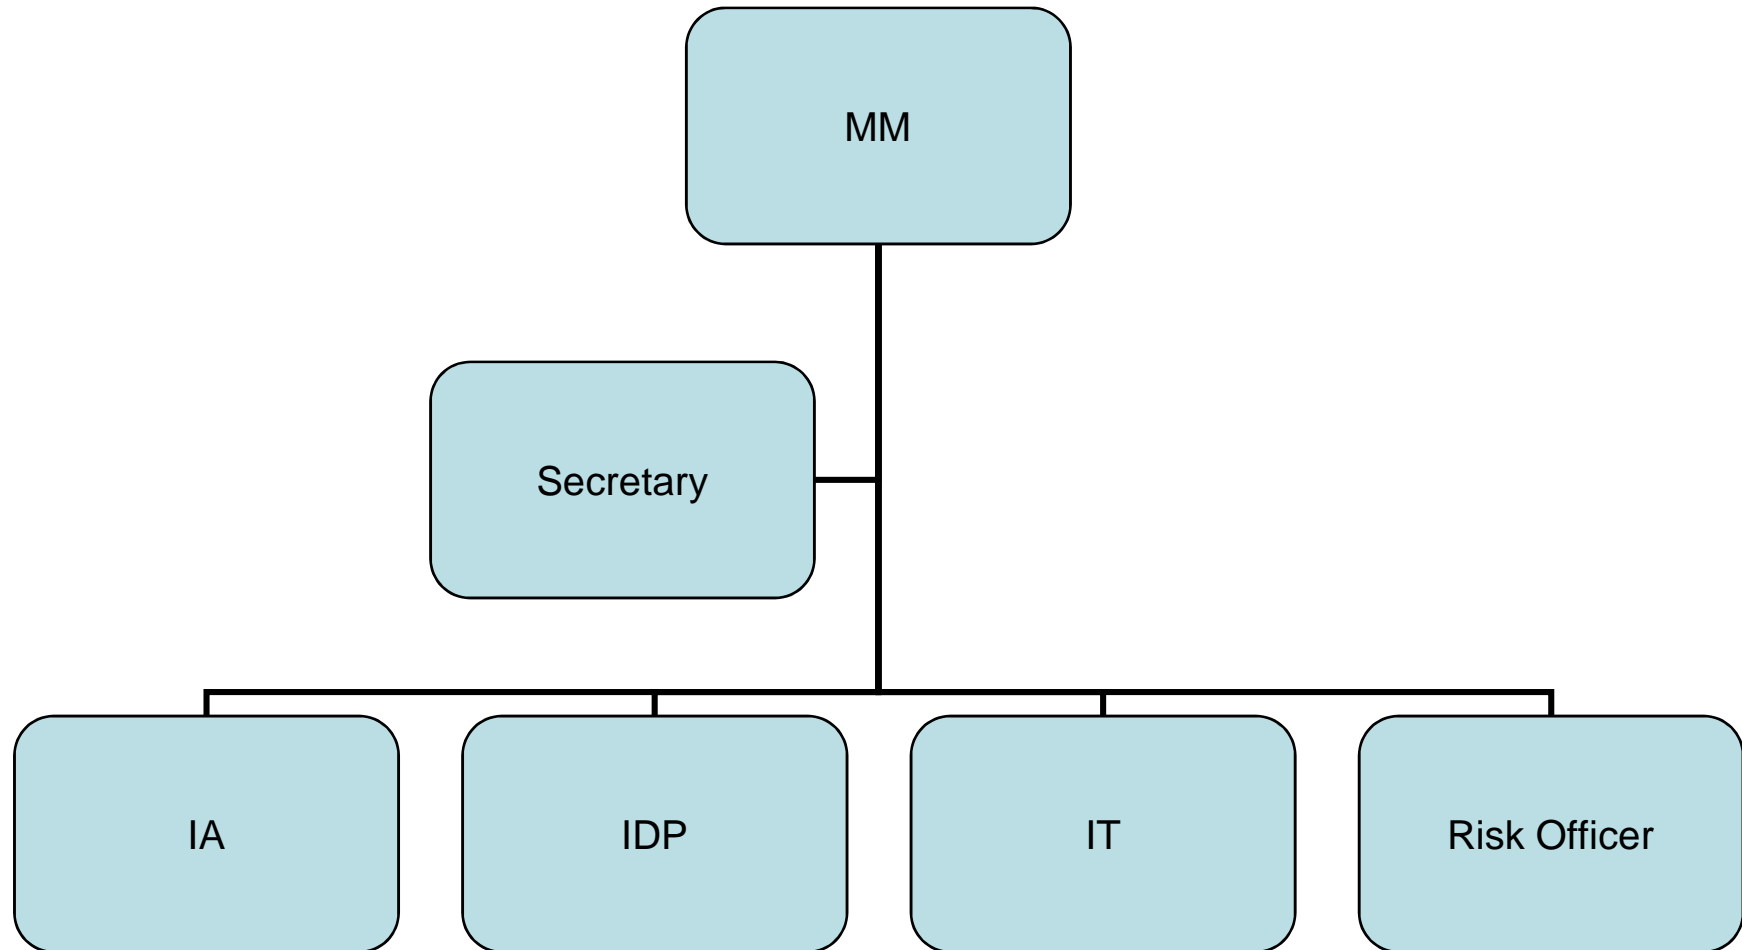 MM
Secretary
IA
IDP
IT
Risk Officer